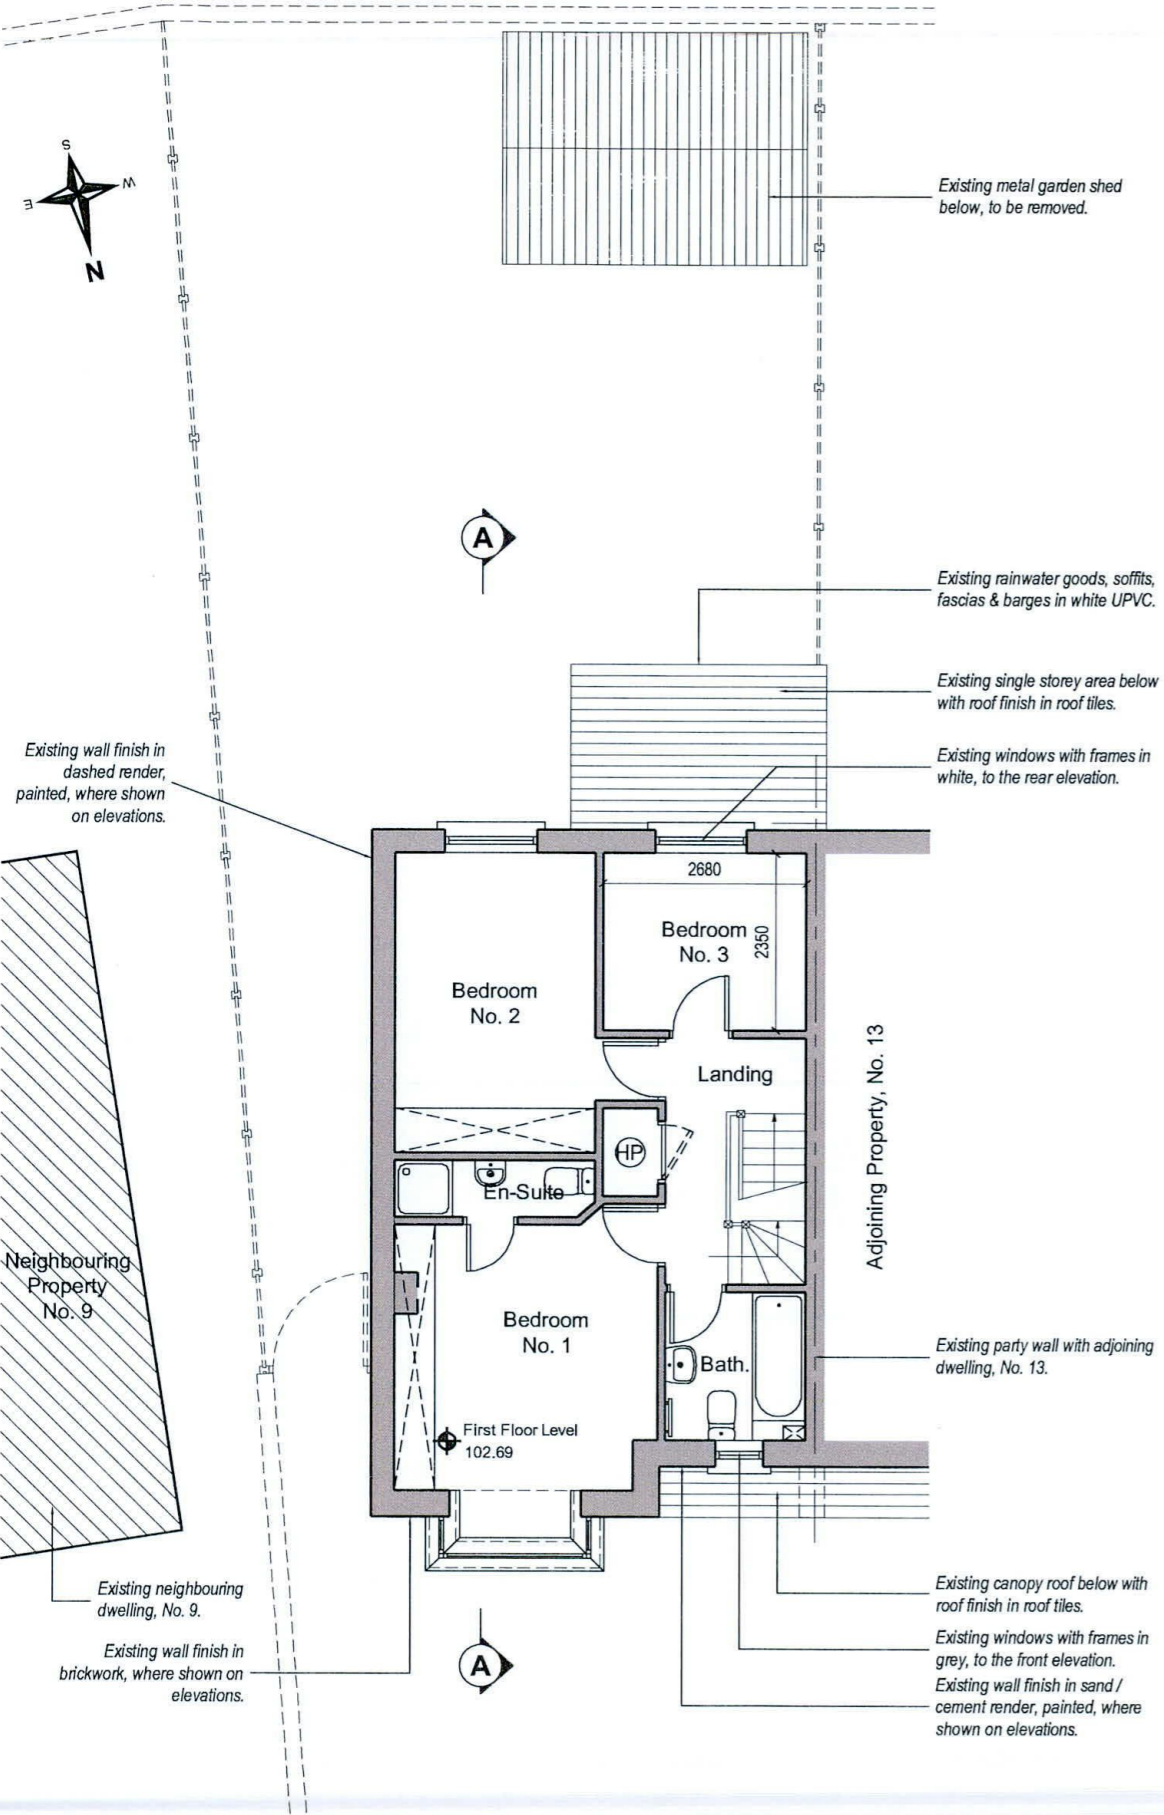 S
W
E
N
Existing metal garden shed
below, to be removed.
A
Existing rainwater goods, soffits,
fascias & barges in white UPVC.
Existing single storey area below
with roof finish in roof tiles.
Existing windows with frames in
white, to the rear elevation.
Existing wall finish in
dashed render,
painted, where shown
on elevations.
2680
2350
Bedroom
No. 3
Bedroom
No. 2
Landing
Adjoining Property, No. 13
HP
En-Suite
Neighbouring
Property
No. 9
Bedroom
No. 1
Bath.
Existing party wall with adjoining
dwelling, No. 13.
First Floor Level
102.69
Existing neighbouring
dwelling, No. 9.
Existing wall finish in
brickwork, where shown on
elevations.
A
Existing canopy roof below with
roof finish in roof tiles.
Existing windows with frames in
grey, to the front elevation.
Existing wall finish in sand /
cement render, painted, where
shown on elevations.